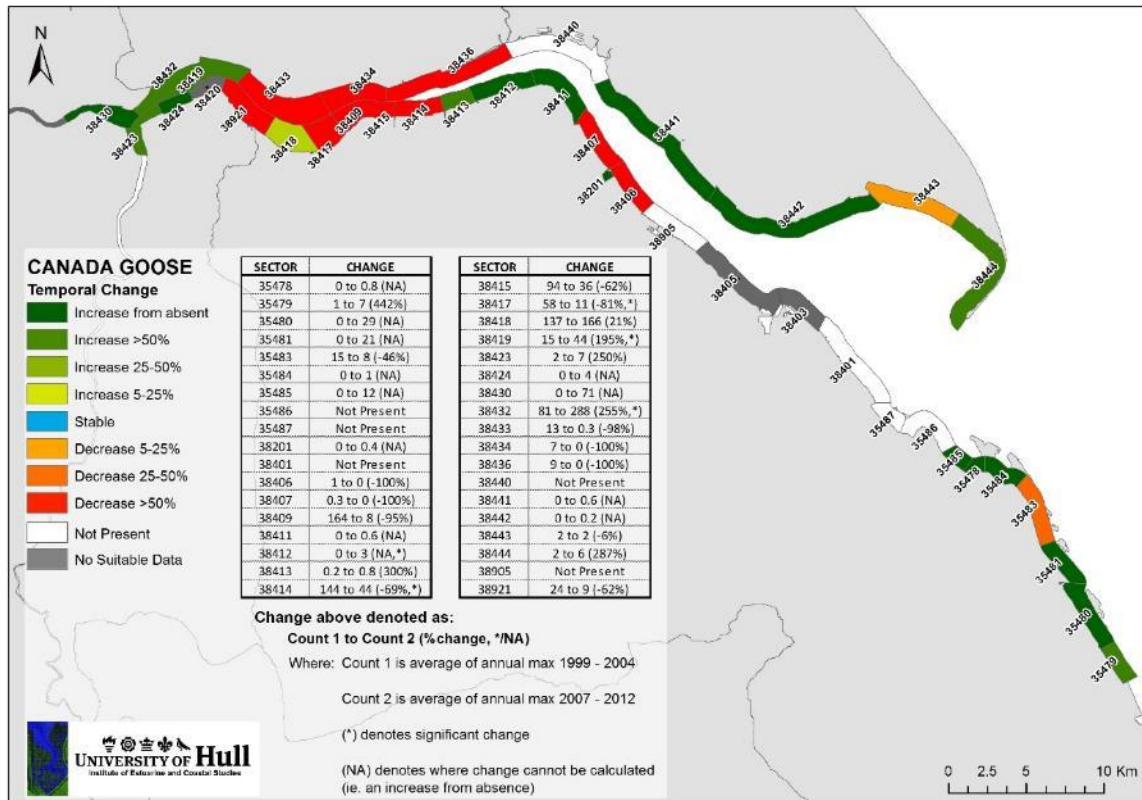 N
38440
38436
38432
38419
38434
38433
38420
38412
38430
38424
38921
38409
38415
38414
38413
38411
38441
38423
38418
38417
38407
38201
38406
38442
38443
38905
38444
38405
38403
38401
35487
35486
35485
35478
35484
35483
35481
35480
35479
CANADA GOOSE
Temporal Change
Increase from absent
Increase >50%
Increase 25-50%
Increase 5-25%
Stable
Decrease 5-25%
Decrease 25-50%
Decrease >50%
Not Present
No Suitable Data
SECTOR CHANGE
35478 0 to 0.8 (NA)
35479 1 to 7 (442%)
35480 0 to 29 (NA)
35481 0 to 21 (NA)
35483 15 to 8 (-46%)
35484 0 to 1 (NA)
35485 0 to 12 (NA)
35486 Not Present
35487 Not Present
38201 0 to 0.4 (NA)
38401 Not Present
38406 1 to 0 (-100%)
38407 0.3 to 0 (-100%)
38409 164 to 8 (-95%)
38411 0 to 0.6 (NA)
38412 0 to 3 (NA,*)
38413 0.2 to 0.8 (300%)
38414 144 to 44 (-69%,*)
SECTOR CHANGE
38415 94 to 36 (-62%)
38417 58 to 11 (-81%,*)
38418 137 to 166 (21%)
38419 15 to 44 (195%,*)
38423 2 to 7 (250%)
38424 0 to 4 (NA)
38430 0 to 71 (NA)
38432 81 to 288 (255%,*)
38433 13 to 0.3 (-98%)
38434 7 to 0 (-100%)
38436 9 to 0 (-100%)
38440 Not Present
38441 0 to 0.6 (NA)
38442 0 to 0.2 (NA)
38443 2 to 2 (-6%)
38444 2 to 6 (287%)
38905 Not Present
38921 24 to 9 (-62%)
Change above denoted as:
Count 1 to Count 2 (%change, */NA)
Where: Count 1 is average of annual max 1999 - 2004
Count 2 is average of annual max 2007 - 2012
(*) denotes significant change
(NA) denotes where change cannot be calculated
(ie. an increase from absence)
UNIVERSITY OF Hull
Institute of Estuarine and Coastal Studies
0 2.5 5 10 Km